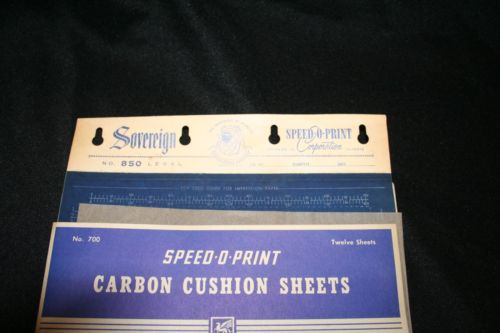 Sovereign
SPEED-O-PRINT
Corporation
NO. 850 LEGAL
No. 700
Twelve Sheets
SPEED-O-PRINT
CARBON CUSHION SHEETS